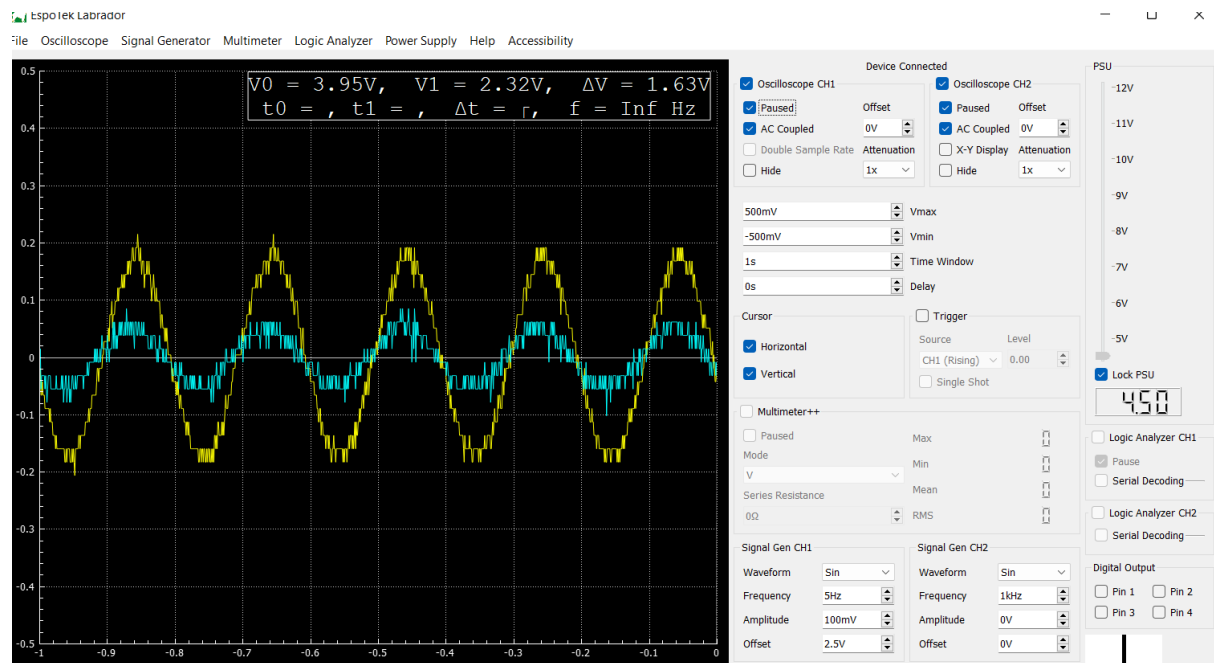 EspoTek Labrador
File Oscilloscope Signal Generator Multimeter Logic Analyzer Power Supply Help Accessibility
V0 = 3.95V, V1 = 2.32V, ΔV = 1.63V
t0 = , t1 = , Δt = , f = Inf Hz
0.5
0.4
0.3
0.2
0.1
0
-0.1
-0.2
-0.3
-0.4
-0.5
-1 -0.9 -0.8 -0.7 -0.6 -0.5 -0.4 -0.3 -0.2 -0.1 0
Device Connected
Oscilloscope CH1
Paused Offset
AC Coupled 0V
Double Sample Rate Attenuation
Hide 1x
Oscilloscope CH2
Paused Offset
AC Coupled 0V
X-Y Display Attenuation
Hide 1x
500mV Vmax
-500mV Vmin
1s Time Window
0s Delay
Cursor
Horizontal
Vertical
Trigger
Source Level
CH1 (Rising) 0.00
Single Shot
Multimeter++
Paused
Mode
V
Series Resistance
0Ω
Max 0
Min 0
Mean 0
RMS 0
Signal Gen CH1
Waveform Sin
Frequency 5Hz
Amplitude 100mV
Offset 2.5V
Signal Gen CH2
Waveform Sin
Frequency 1kHz
Amplitude 0V
Offset 0V
PSU
-12V
-11V
-10V
-9V
-8V
-7V
-6V
-5V
Lock PSU
4.50
Logic Analyzer CH1
Pause
Serial Decoding
Logic Analyzer CH2
Serial Decoding
Digital Output
Pin 1 Pin 2
Pin 3 Pin 4